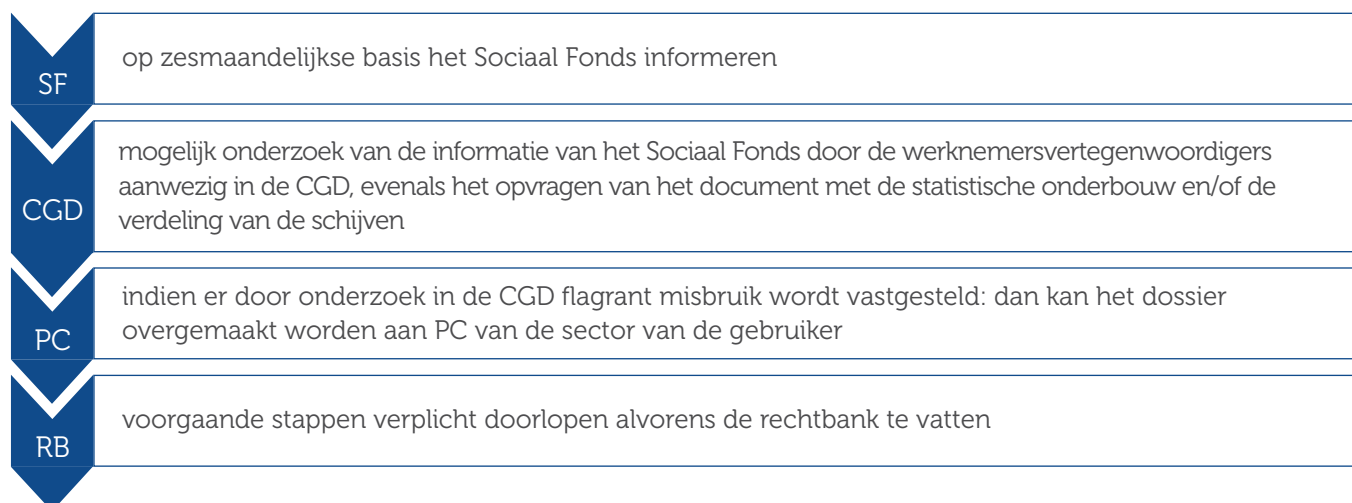 SF
op zesmaandelijkse basis het Sociaal Fonds informeren
CGD
mogelijk onderzoek van de informatie van het Sociaal Fonds door de werknemersvertegenwoordigers
aanwezig in de CGD, evenals het opvragen van het document met de statistische onderbouw en/of de
verdeling van de schijven
PC
indien er door onderzoek in de CGD flagrant misbruik wordt vastgesteld: dan kan het dossier
overgemaakt worden aan PC van de sector van de gebruiker
RB
voorgaande stappen verplicht doorlopen alvorens de rechtbank te vatten